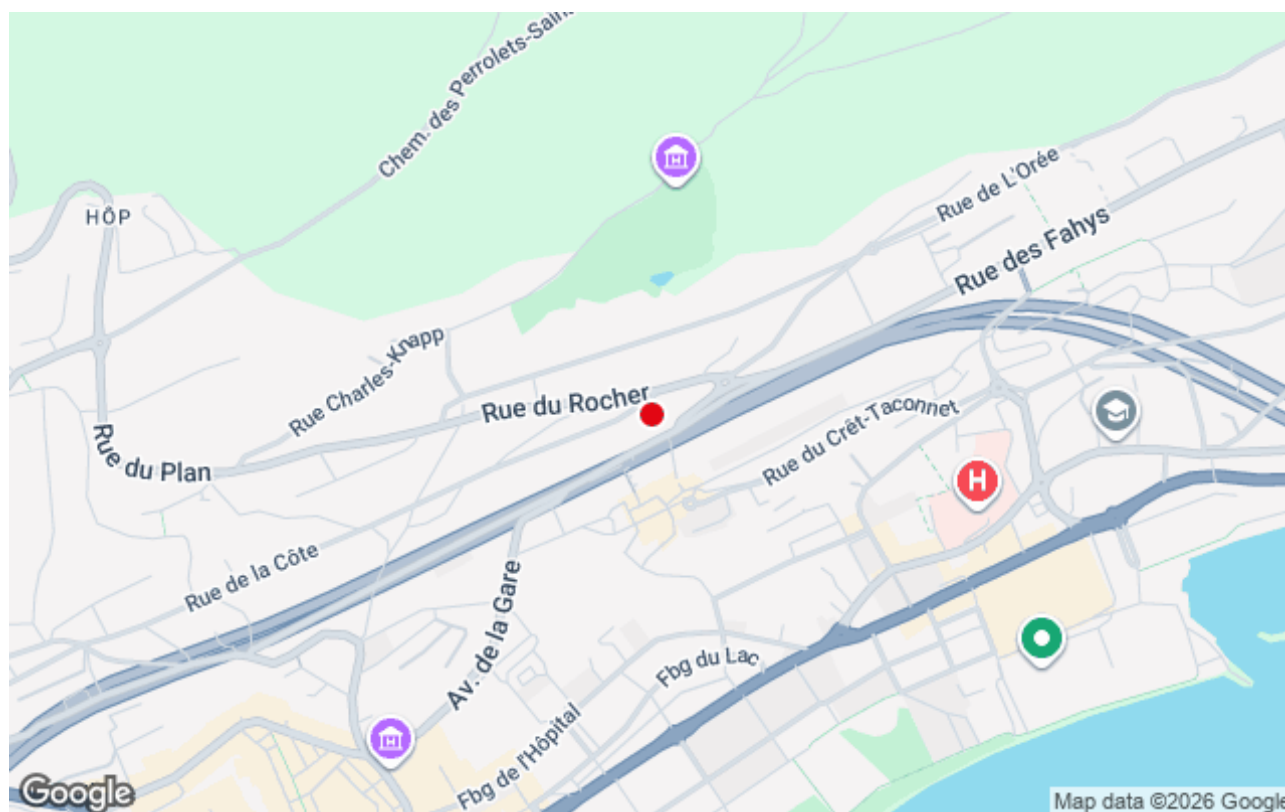 Chem. des Perrolets-Sain
HÔP
Rue de L'Orée
Rue des Fahys
Rue Charles-Knapp
Rue du Rocher
Rue du Plan
Rue du Crêt-Taconnet
H
Rue de la Côte
Av. de la Gare
Fbg du Lac
Fbg de l'Hôpital
Google
Map data ©2026 Google